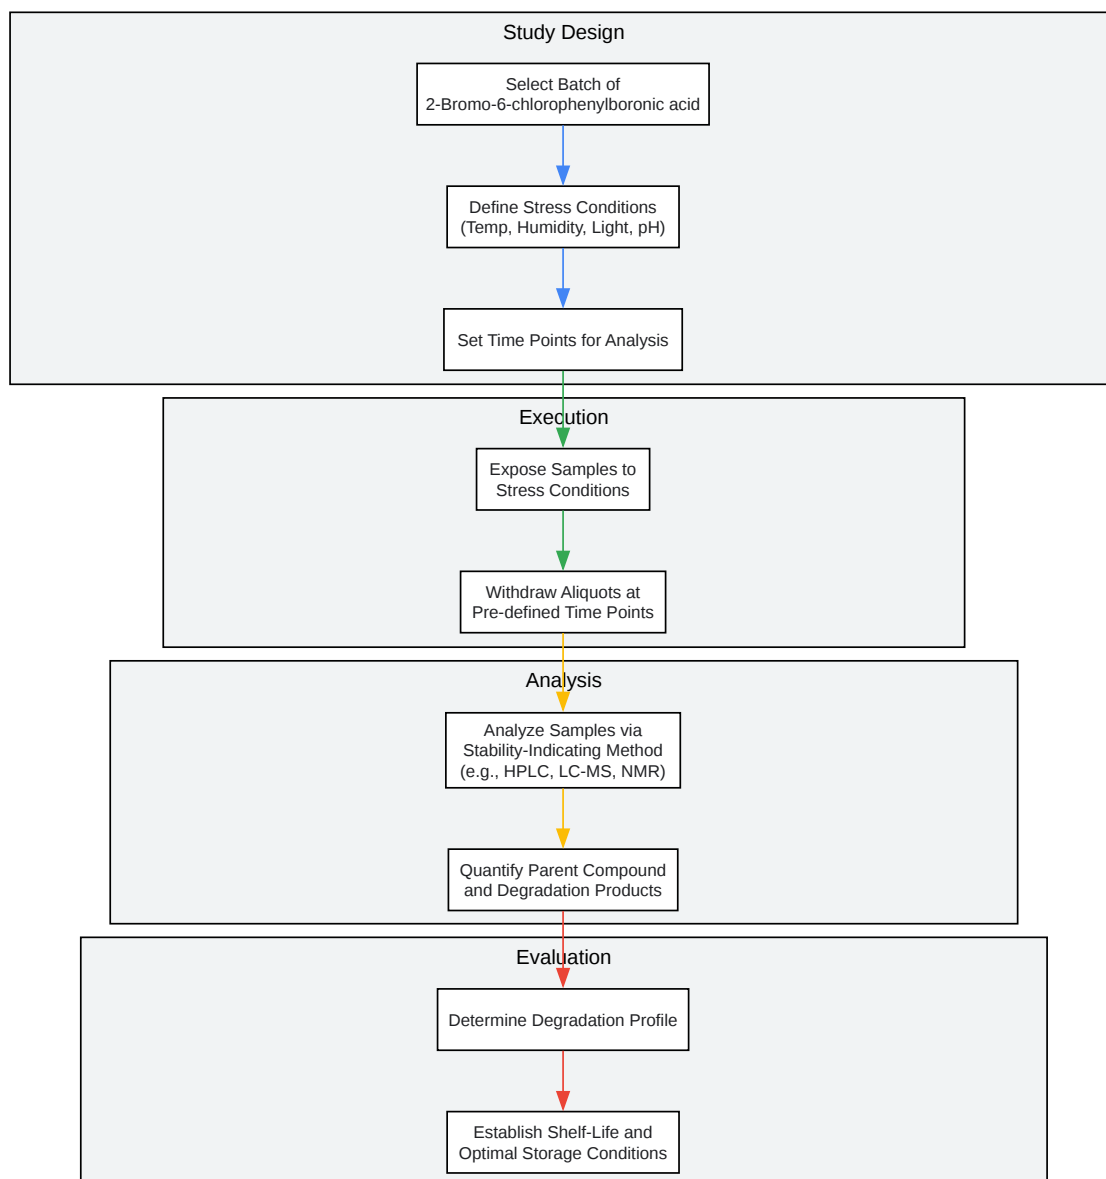 Study Design
Select Batch of
2-Bromo-6-chlorophenylboronic acid
Define Stress Conditions
(Temp, Humidity, Light, pH)
Set Time Points for Analysis
Execution
Expose Samples to
Stress Conditions
Withdraw Aliquots at
Pre-defined Time Points
Analysis
Analyze Samples via
Stability-Indicating Method
(e.g., HPLC, LC-MS, NMR)
Quantify Parent Compound
and Degradation Products
Evaluation
Determine Degradation Profile
Establish Shelf-Life and
Optimal Storage Conditions